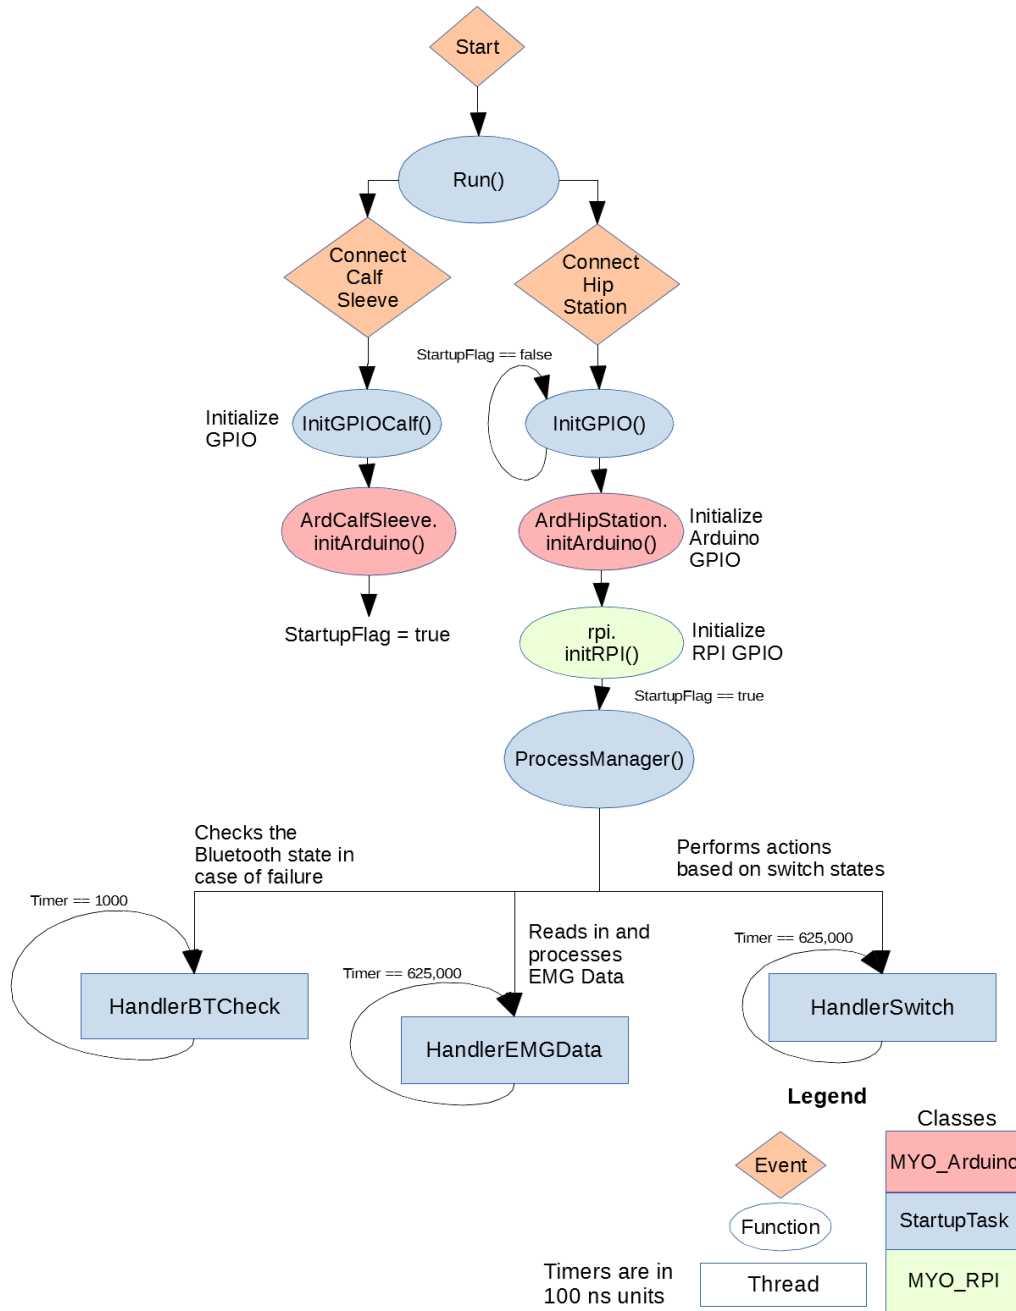 Start
Run()
Connect
Calf
Sleeve
Connect
Hip
Station
StartupFlag == false
Initialize
GPIO
InitGPIOCalf()
InitGPIO()
ArdCalfSleeve.
initArduino()
ArdHipStation.
initArduino()
Initialize
Arduino
GPIO
StartupFlag = true
rpi.
initRPI()
Initialize
RPI GPIO
StartupFlag == true
ProcessManager()
Checks the
Bluetooth state in
case of failure
Performs actions
based on switch states
Timer == 1000
Reads in and
processes
EMG Data
Timer == 625,000
Timer == 625,000
HandlerBTCheck
HandlerEMGData
HandlerSwitch
Legend
Classes
Event
MYO_Arduino
Function
StartupTask
Timers are in
100 ns units
Thread
MYO_RPI